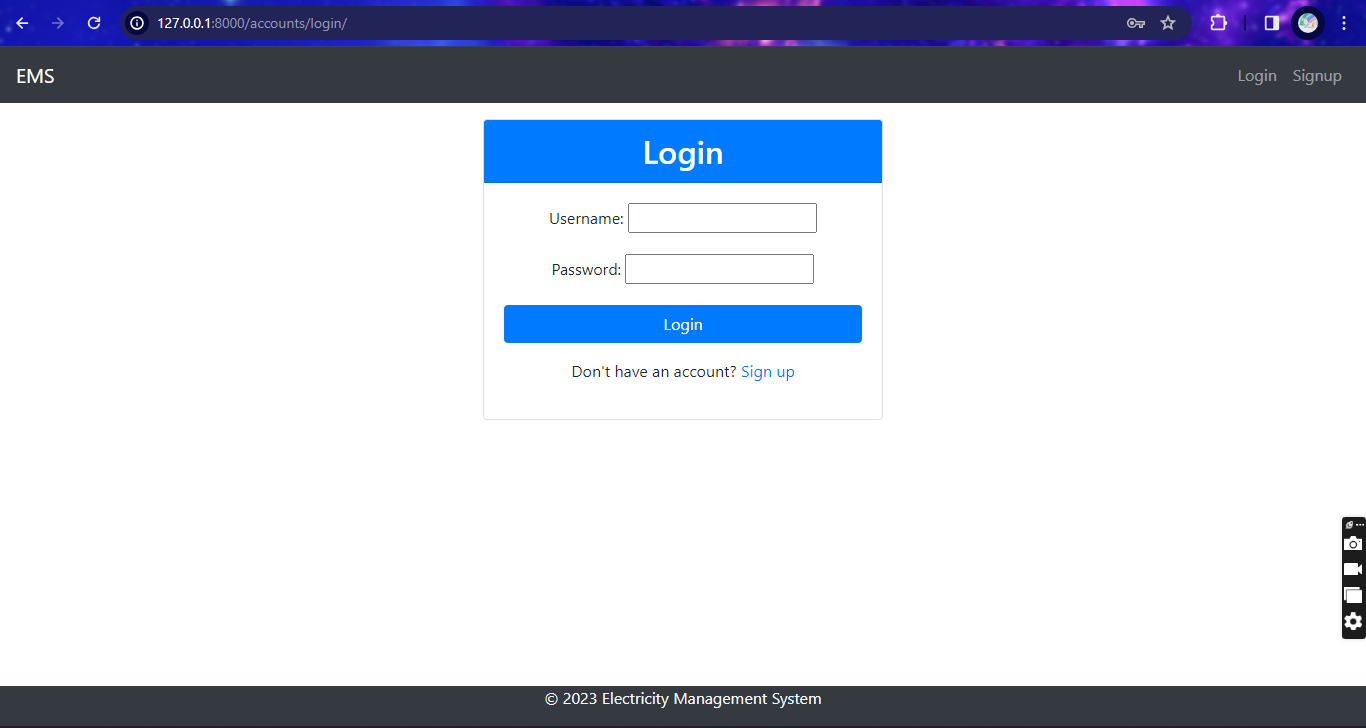 127.0.0.1:8000/accounts/login/
EMS Login Signup
Login
Username:
Password:
Login
Don't have an account? Sign up
© 2023 Electricity Management System